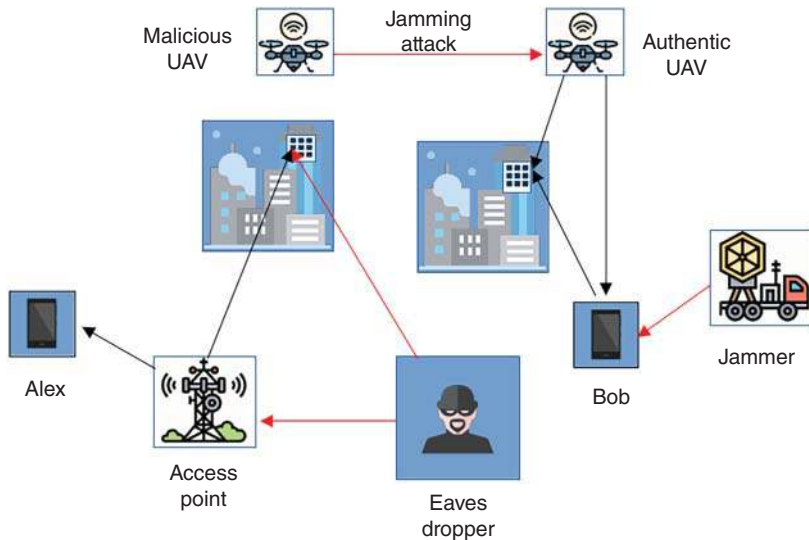 Malicious
UAV
Jamming
attack
Authentic
UAV
Alex
Access
point
Eaves
dropper
Bob
Jammer